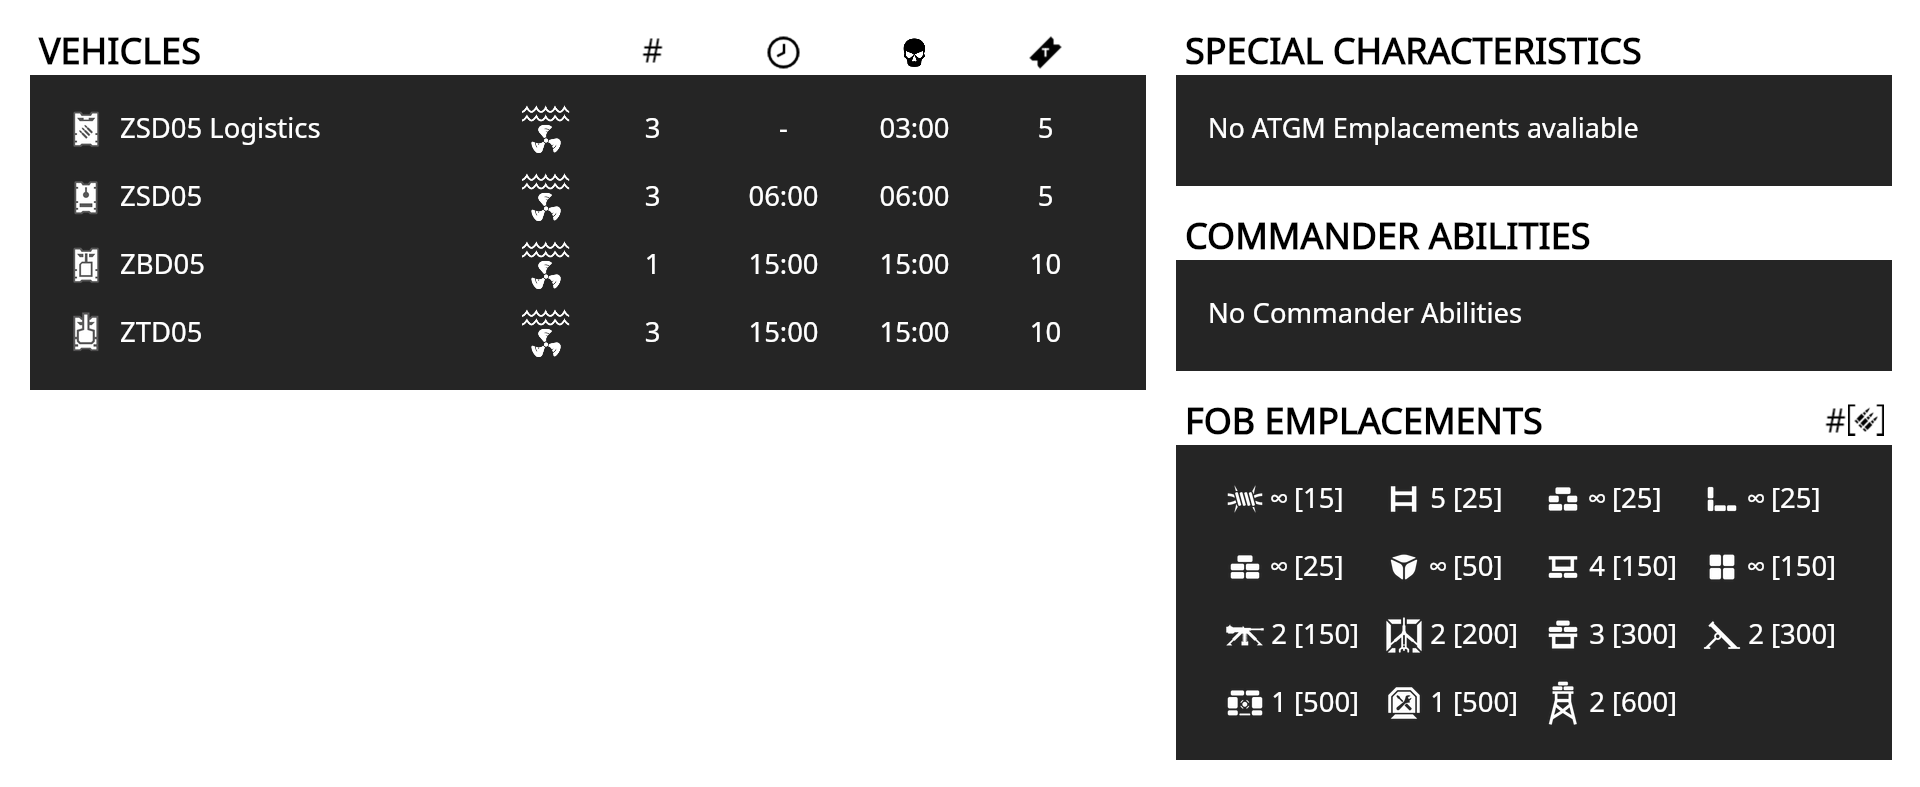 VEHICLES #
ZSD05 Logistics 3 - 03:00 5
ZSD05 3 06:00 06:00 5
ZBD05 1 15:00 15:00 10
ZTD05 3 15:00 15:00 10
SPECIAL CHARACTERISTICS
No ATGM Emplacements avaliable
COMMANDER ABILITIES
No Commander Abilities
FOB EMPLACEMENTS #[ ]
∞ [15] 5 [25] ∞ [25] ∞ [25]
∞ [25] ∞ [50] 4 [150] ∞ [150]
2 [150] 2 [200] 3 [300] 2 [300]
1 [500] 1 [500] 2 [600]